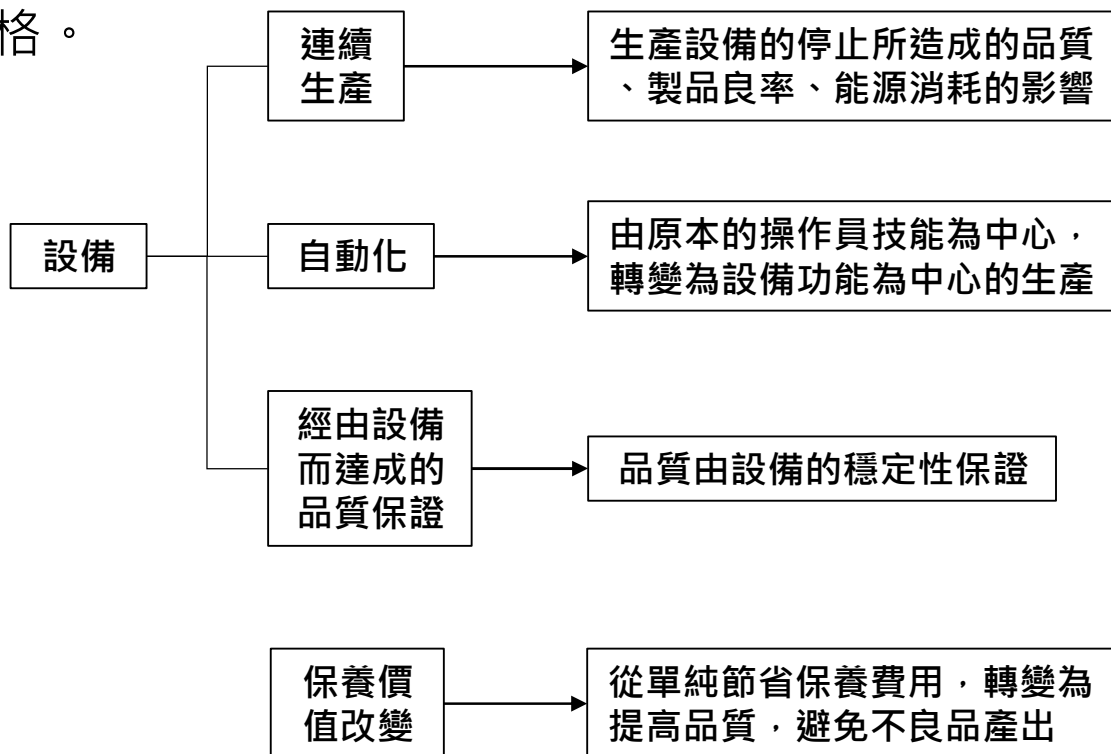 格。
連續
生產
生產設備的停止所造成的品質
、製品良率、能源消耗的影響
設備
自動化
由原本的操作員技能為中心，
轉變為設備功能為中心的生產
經由設備
而達成的
品質保證
品質由設備的穩定性保證
保養價
值改變
從單純節省保養費用，轉變為
提高品質，避免不良品產出